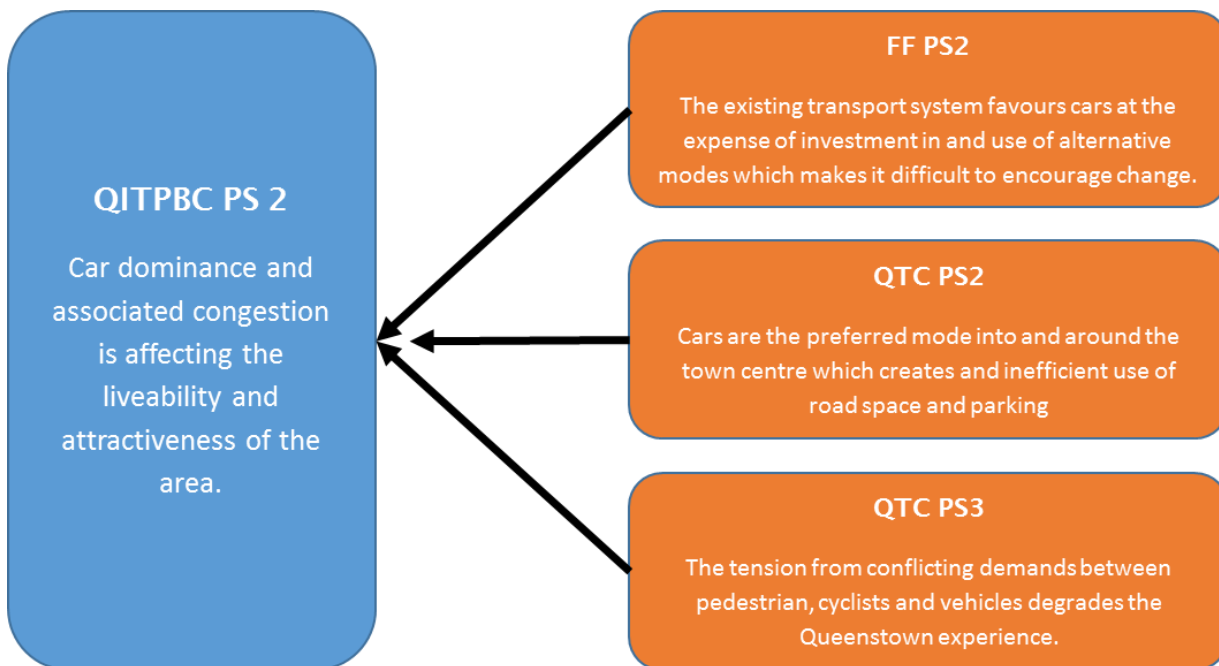 QITPBC PS 2
Car dominance and
associated congestion
is affecting the
liveability and
attractiveness of the
area.
FF PS2
The existing transport system favours cars at the
expense of investment in and use of alternative
modes which makes it difficult to encourage change.
QTC PS2
Cars are the preferred mode into and around the
town centre which creates and inefficient use of
road space and parking
QTC PS3
The tension from conflicting demands between
pedestrian, cyclists and vehicles degrades the
Queenstown experience.